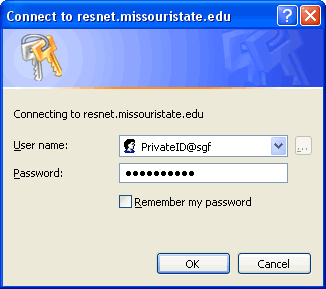 Connect to resnet.missouristate.edu
Connecting to resnet.missouristate.edu
User name: PrivateID@sgf ...
Password: ••••••••••
Remember my password
OK Cancel